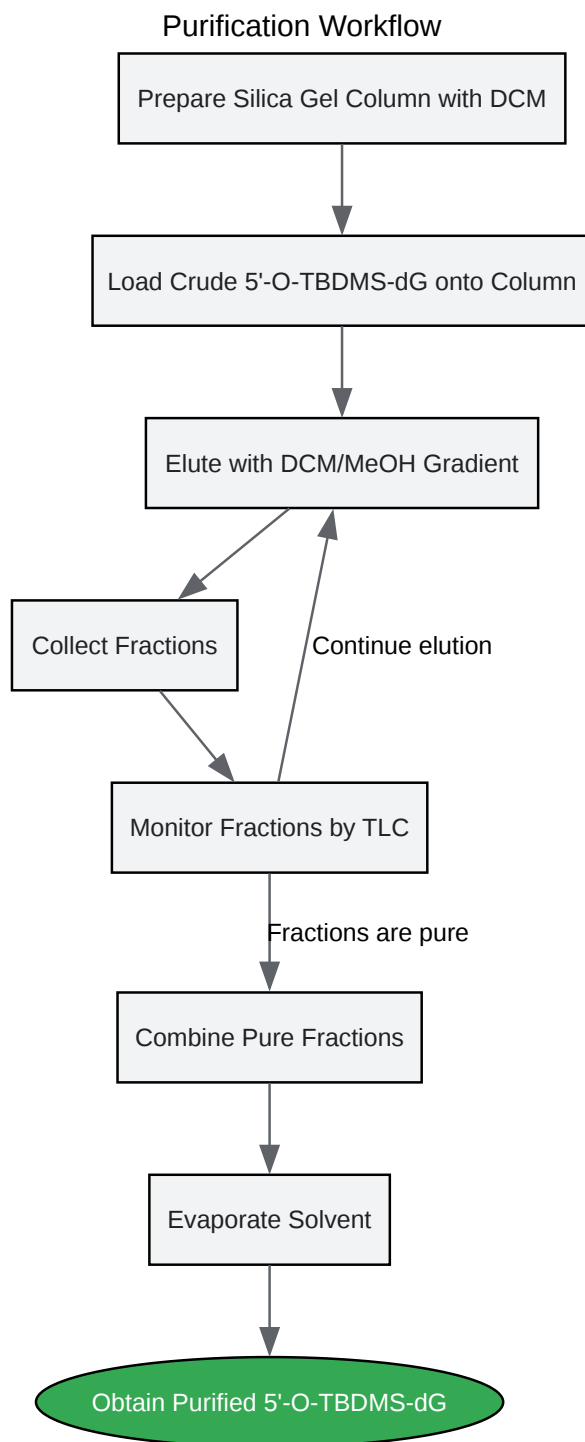 Purification Workflow
Prepare Silica Gel Column with DCM
Load Crude 5'-O-TBDMS-dG onto Column
Elute with DCM/MeOH Gradient
Collect Fractions
Continue elution
Monitor Fractions by TLC
Fractions are pure
Combine Pure Fractions
Evaporate Solvent
Obtain Purified 5'-O-TBDMS-dG